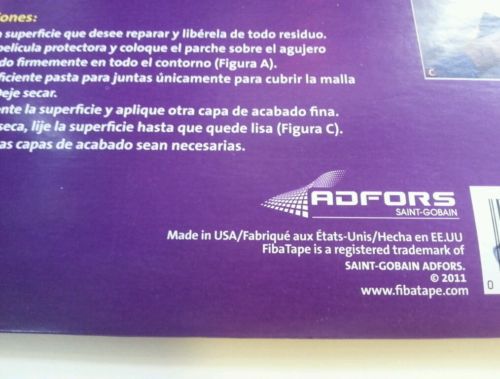 iones:
superficie que desee reparar y libérela de todo residuo.
película protectora y coloque el parche sobre el agujero
do firmemente en todo el contorno (Figura A).
ficiente pasta para juntas únicamente para cubrir la malla
Deje secar.
ente la superficie y aplique otra capa de acabado fina.
seca, lije la superficie hasta que quede lisa (Figura C).
as capas de acabado sean necesarias.
C
ADFORS
SAINT-GOBAIN
Made in USA/Fabriqué aux États-Unis/Hecha en EE.UU
FibaTape is a registered trademark of
SAINT-GOBAIN ADFORS.
© 2011
www.fibatape.com
0